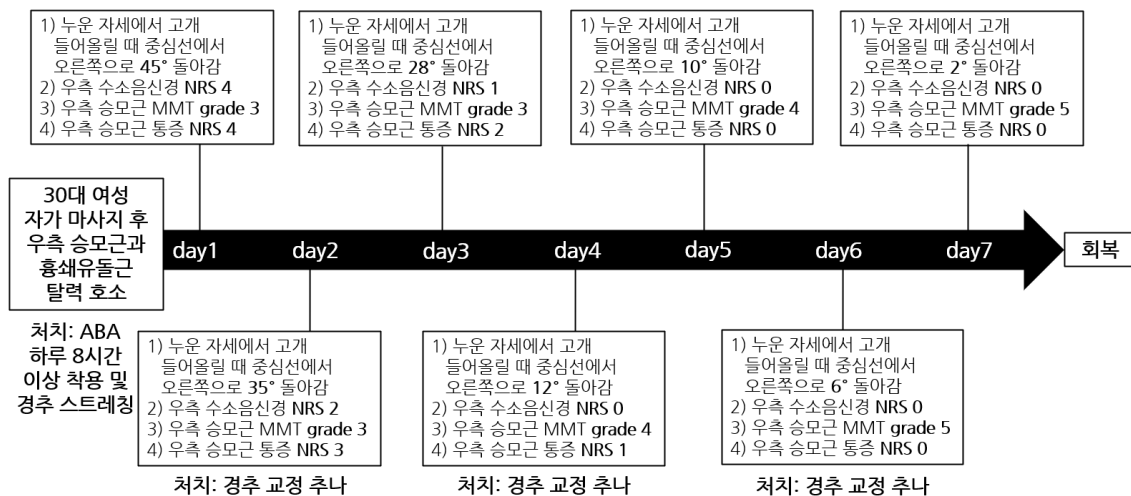 1) 누운 자세에서 고개
들어올릴 때 중심선에서
오른쪽으로 45° 돌아감
2) 우측 수소음신경 NRS 4
3) 우측 승모근 MMT grade 3
4) 우측 승모근 통증 NRS 4
1) 누운 자세에서 고개
들어올릴 때 중심선에서
오른쪽으로 28° 돌아감
2) 우측 수소음신경 NRS 1
3) 우측 승모근 MMT grade 3
4) 우측 승모근 통증 NRS 2
1) 누운 자세에서 고개
들어올릴 때 중심선에서
오른쪽으로 10° 돌아감
2) 우측 수소음신경 NRS 0
3) 우측 승모근 MMT grade 4
4) 우측 승모근 통증 NRS 0
1) 누운 자세에서 고개
들어올릴 때 중심선에서
오른쪽으로 2° 돌아감
2) 우측 수소음신경 NRS 0
3) 우측 승모근 MMT grade 5
4) 우측 승모근 통증 NRS 0
30대 여성
자가 마사지 후
우측 승모근과
흉쇄유돌근
탈력 호소
day1
day2
day3
day4
day5
day6
day7
회복
처치: ABA
하루 8시간
이상 착용 및
경추 스트레칭
1) 누운 자세에서 고개
들어올릴 때 중심선에서
오른쪽으로 35° 돌아감
2) 우측 수소음신경 NRS 2
3) 우측 승모근 MMT grade 3
4) 우측 승모근 통증 NRS 3
처치: 경추 교정 추나
1) 누운 자세에서 고개
들어올릴 때 중심선에서
오른쪽으로 12° 돌아감
2) 우측 수소음신경 NRS 0
3) 우측 승모근 MMT grade 4
4) 우측 승모근 통증 NRS 1
처치: 경추 교정 추나
1) 누운 자세에서 고개
들어올릴 때 중심선에서
오른쪽으로 6° 돌아감
2) 우측 수소음신경 NRS 0
3) 우측 승모근 MMT grade 5
4) 우측 승모근 통증 NRS 0
처치: 경추 교정 추나